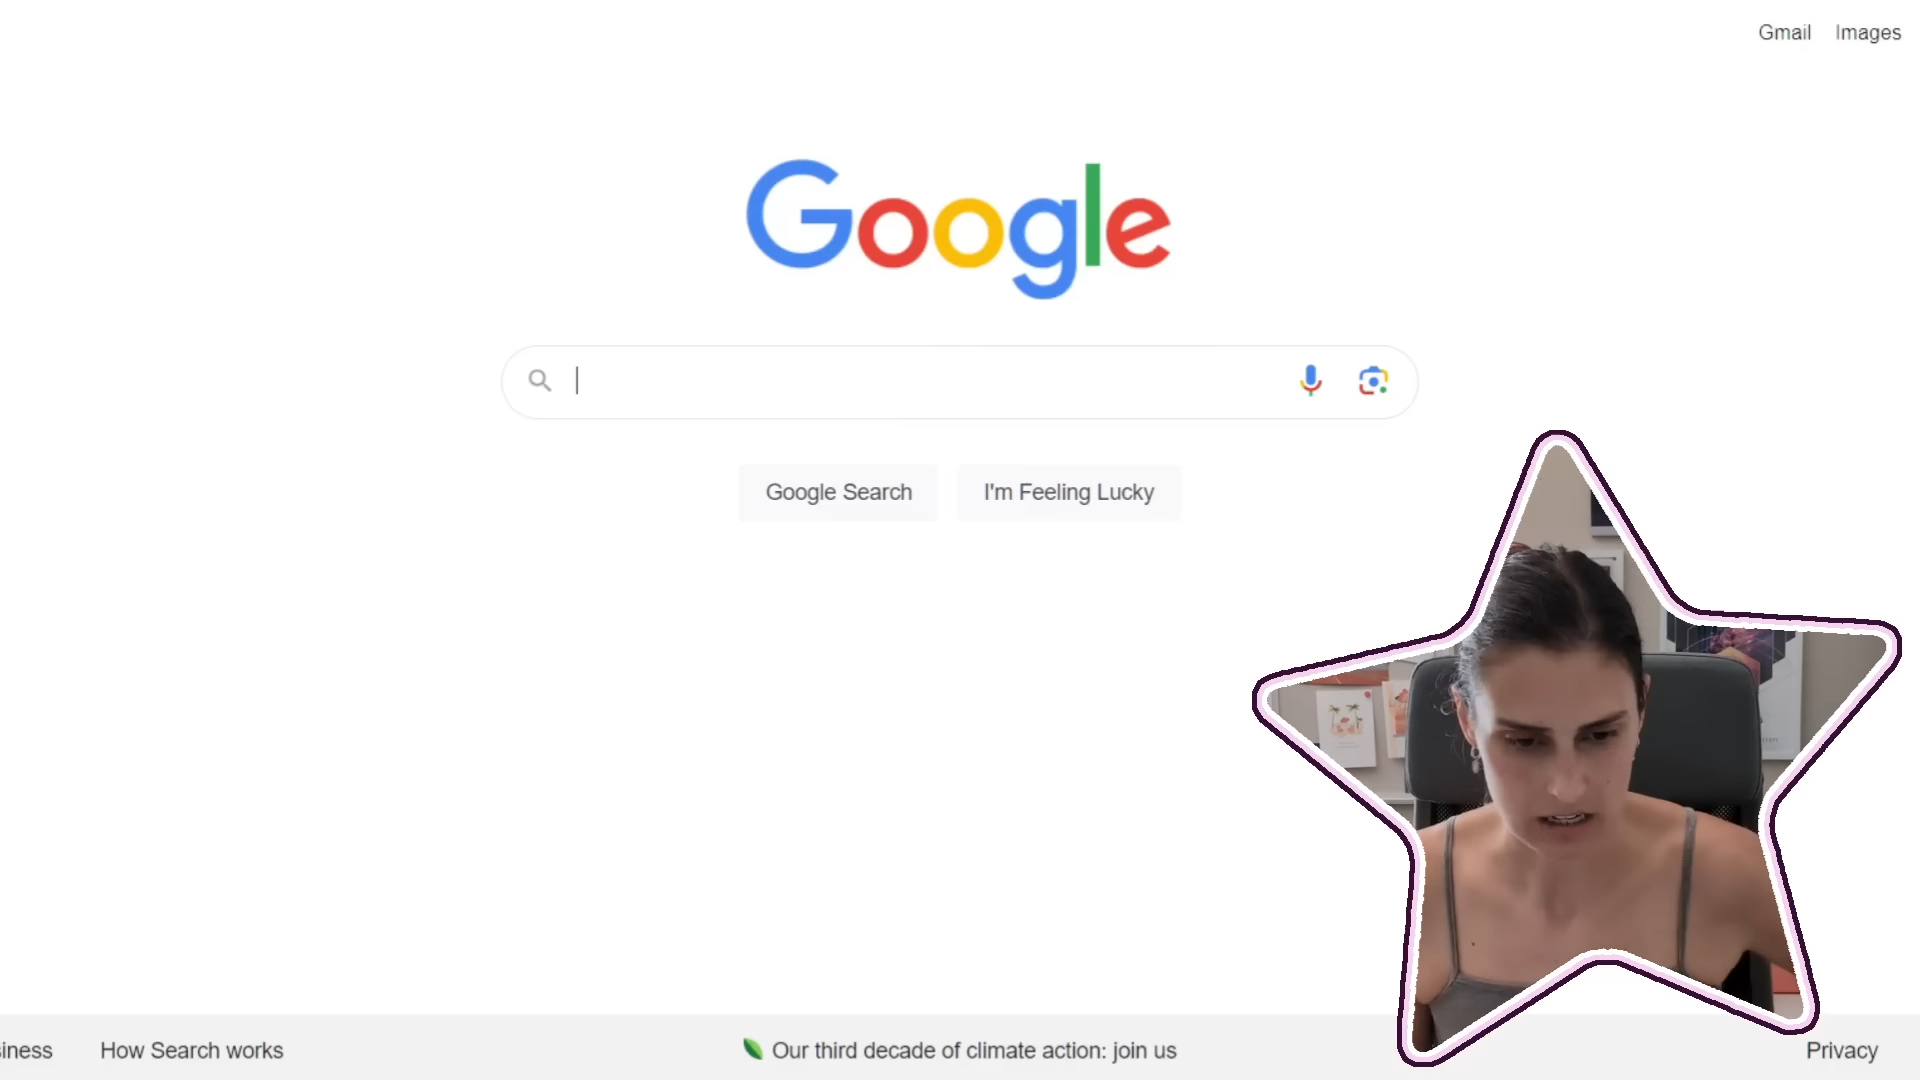 Gmail Images
Google
Google Search I'm Feeling Lucky
iness How Search works Our third decade of climate action: join us Privacy